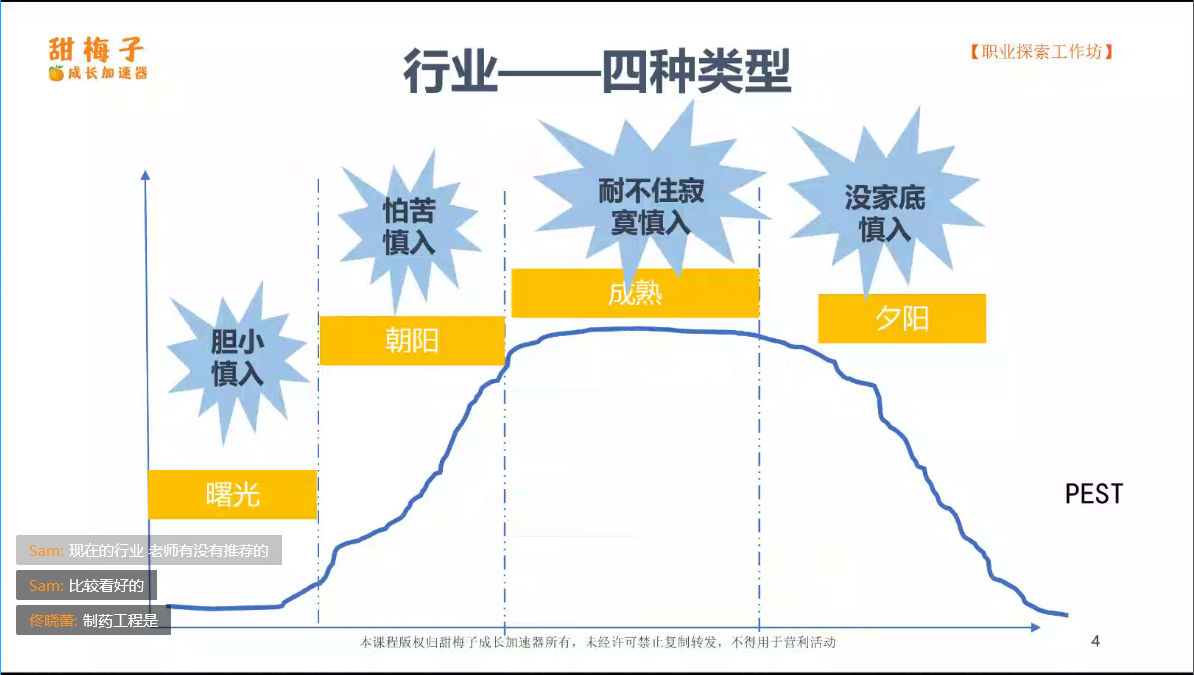 甜梅子
成长加速器
行业——四种类型
【职业探索工作坊】
胆小
慎入
怕苦
慎入
耐不住寂
寞慎入
没家底
慎入
曙光
朝阳
成熟
夕阳
PEST
Sam: 现在的行业 老师有没有推荐的
Sam: 比较看好的
佟晓蕾: 制药工程是
本课程版权归甜梅子成长加速器所有，未经许可禁止复制转发，不得用于营利活动
4